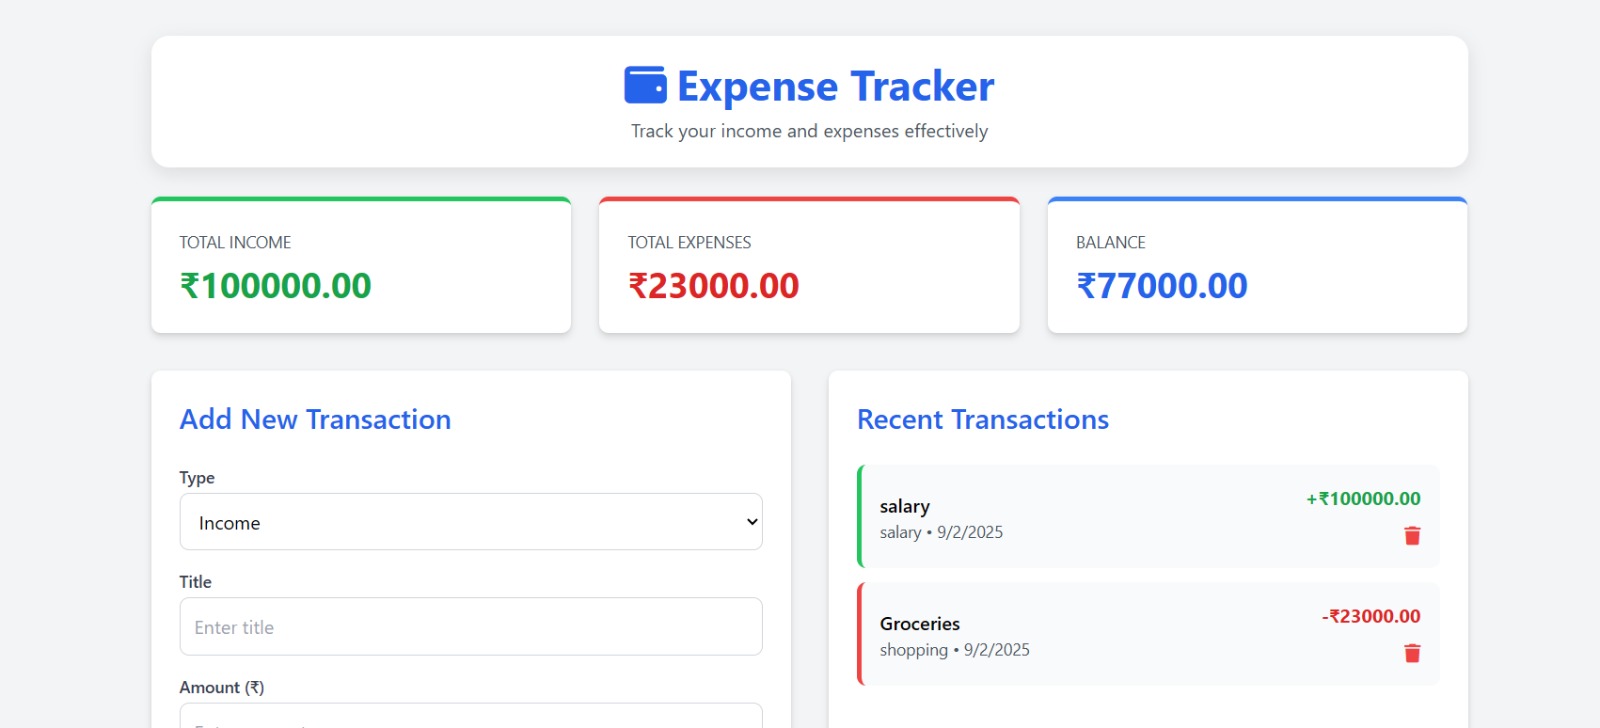 Expense Tracker
Track your income and expenses effectively
TOTAL INCOME
₹100000.00
TOTAL EXPENSES
₹23000.00
BALANCE
₹77000.00
Add New Transaction
Type
Income
Title
Enter title
Amount (₹)
Recent Transactions
salary
salary • 9/2/2025
+₹100000.00
Groceries
shopping • 9/2/2025
-₹23000.00